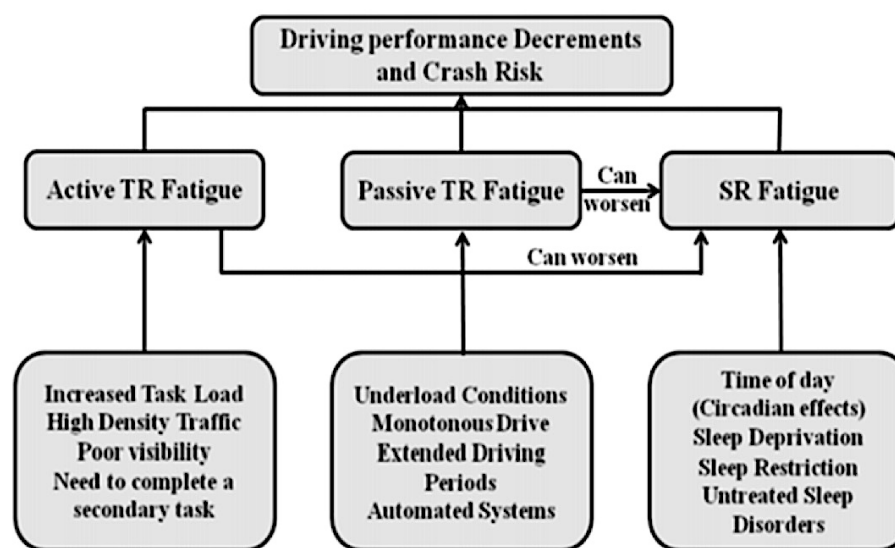 Driving performance Decrements
and Crash Risk
Active TR Fatigue
Passive TR Fatigue
Can
worsen
SR Fatigue
Can worsen
Increased Task Load
High Density Traffic
Poor visibility
Need to complete a
secondary task
Underload Conditions
Monotonous Drive
Extended Driving
Periods
Automated Systems
Time of day
(Circadian effects)
Sleep Deprivation
Sleep Restriction
Untreated Sleep
Disorders